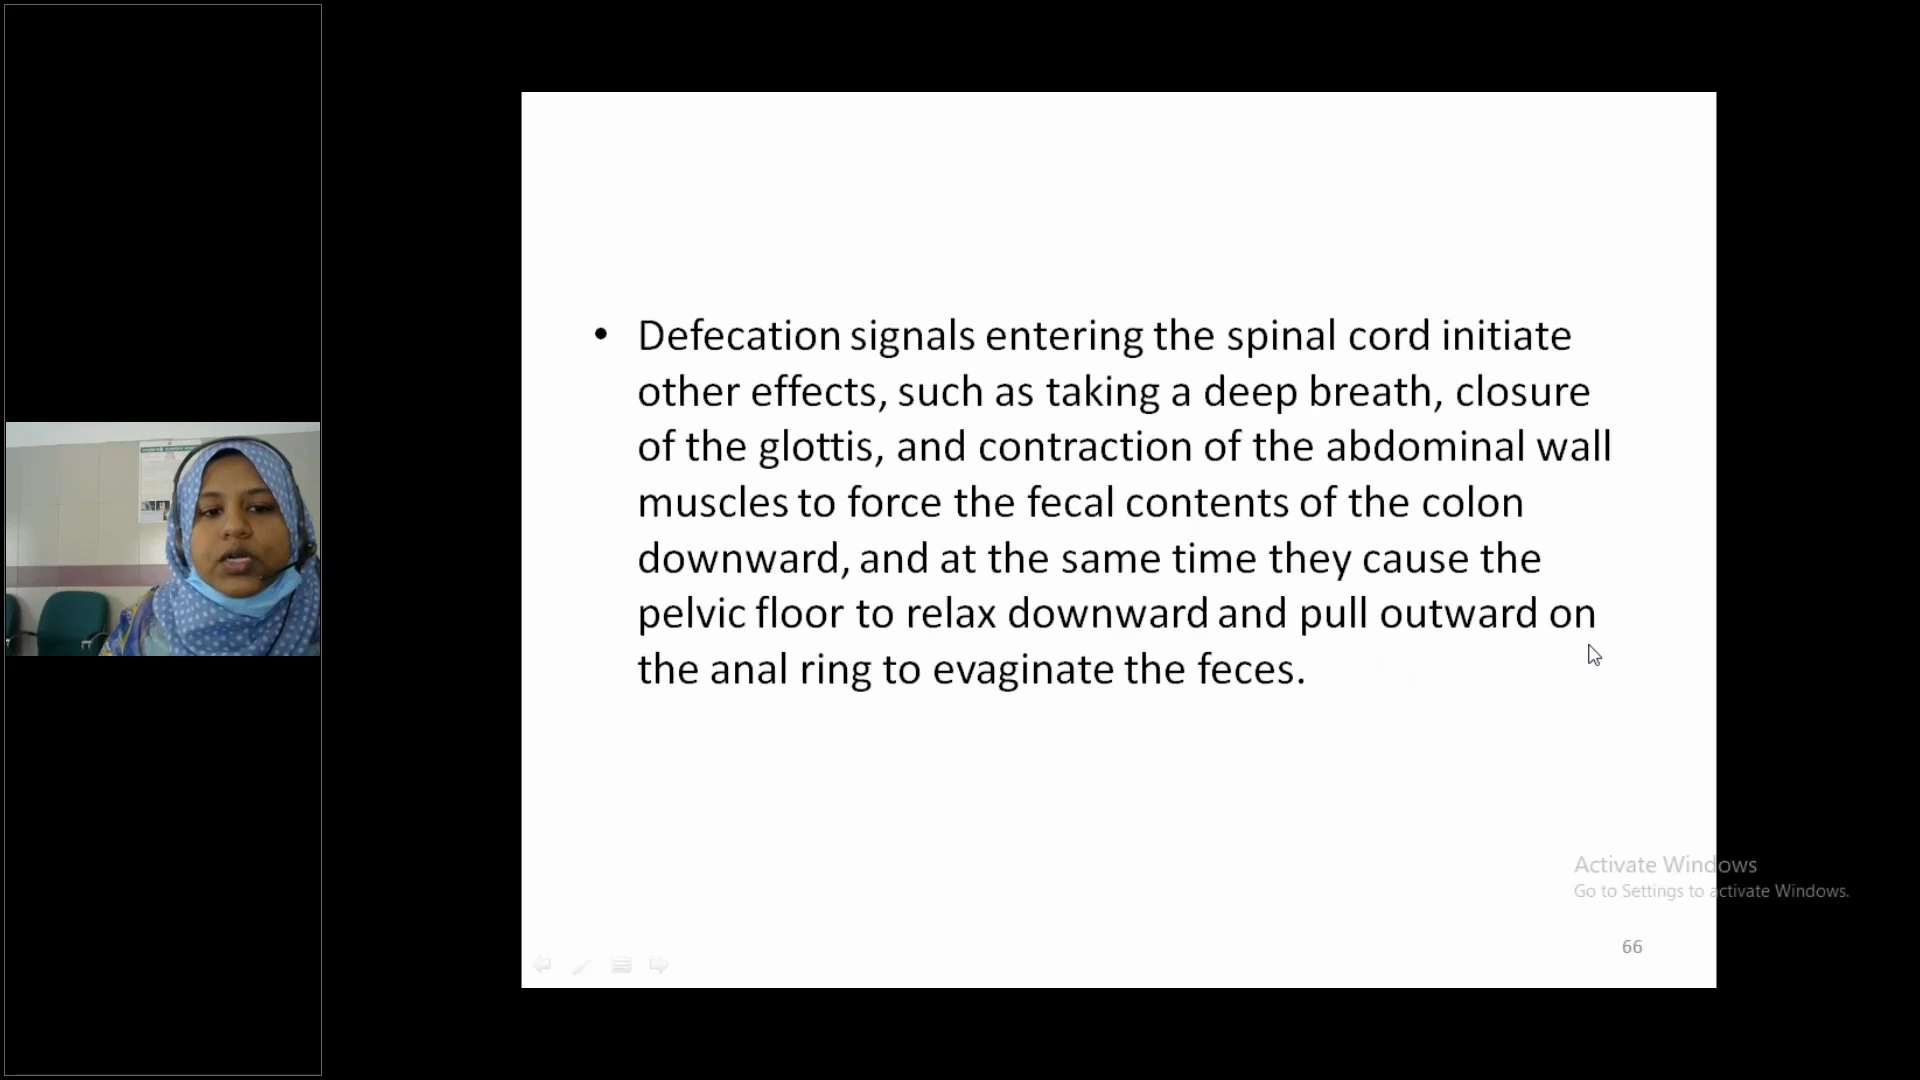 • Defecation signals entering the spinal cord initiate
other effects, such as taking a deep breath, closure
of the glottis, and contraction of the abdominal wall
muscles to force the fecal contents of the colon
downward, and at the same time they cause the
pelvic floor to relax downward and pull outward on
the anal ring to evaginate the feces.
Activate Windows
Go to Settings to activate Windows.
66